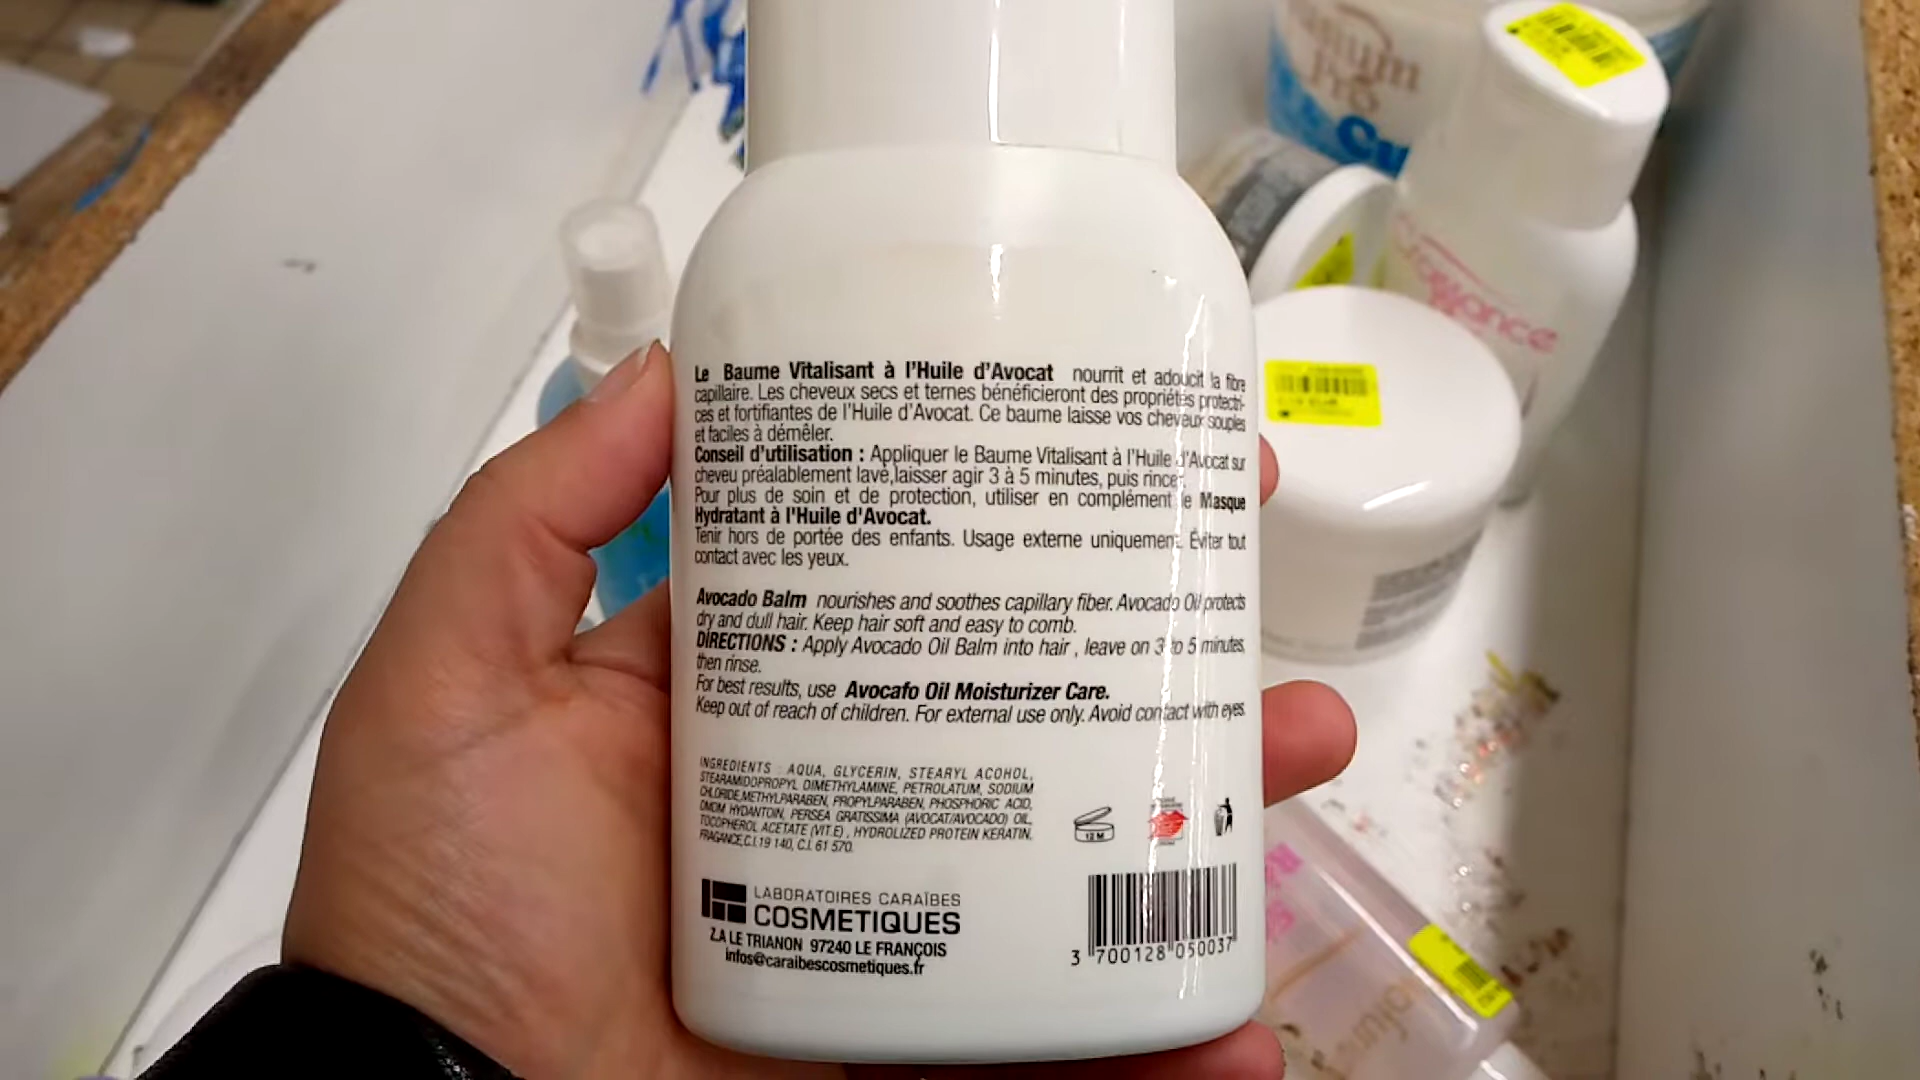 Le Baume Vitalisant à l'Huile d'Avocat nourrit et adoucit la fibre
capillaire. Les cheveux secs et ternes bénéficieront des propriétés protectri-
ces et fortifiantes de l'Huile d'Avocat. Ce baume laisse vos cheveux souples
et faciles à démêler.
Conseil d'utilisation : Appliquer le Baume Vitalisant à l'Huile d'Avocat sur
cheveu préalablement lavé,laisser agir 3 à 5 minutes, puis rincer.
Pour plus de soin et de protection, utiliser en complément le Masque
Hydratant à l'Huile d'Avocat.
Tenir hors de portée des enfants. Usage externe uniquement. Éviter tout
contact avec les yeux.
Avocado Balm nourishes and soothes capillary fiber. Avocado Oil protects
dry and dull hair. Keep hair soft and easy to comb.
DIRECTIONS : Apply Avocado Oil Balm into hair , leave on 3 to 5 minutes,
then rinse.
For best results, use Avocafo Oil Moisturizer Care.
Keep out of reach of children. For external use only. Avoid contact with eyes.
INGREDIENTS : AQUA, GLYCERIN, STEARYL ACOHOL,
STEARAMIDOPROPYL DIMETHYLAMINE, PETROLATUM, SODIUM
CHLORIDE,METHYLPARABEN, PROPYLPARABEN, PHOSPHORIC ACID,
DMDM HYDANTOIN, PERSEA GRATISSIMA (AVOCAT/AVOCADO) OIL,
TOCOPHEROL ACETATE (VIT.E) , HYDROLIZED PROTEIN KERATIN,
FRAGANCE,C.I.19 140, C.I. 61 570.
12 M
LABORATOIRES CARAÏBES
COSMETIQUES
Z.A LE TRIANON 97240 LE FRANÇOIS
infos@caraibescosmetiques.fr
3 700128 050037
Pro